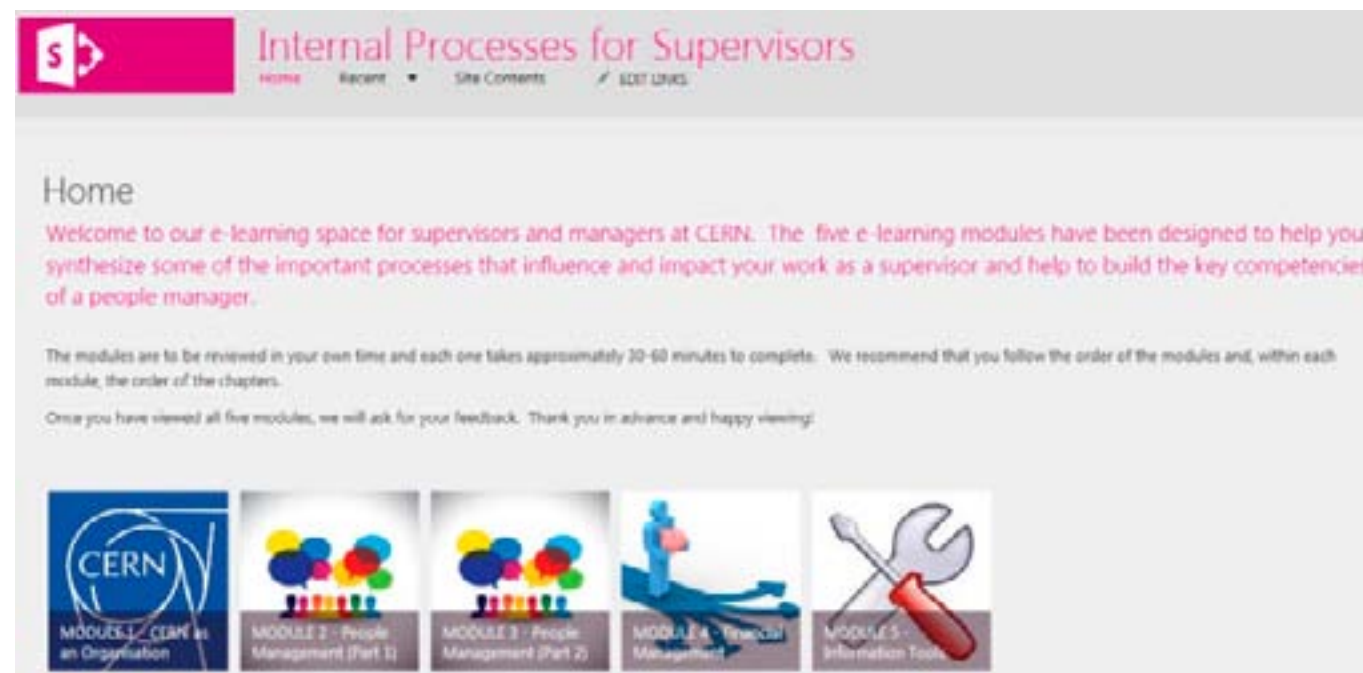 S
Internal Processes for Supervisors
Home Recent Site Contents EDIT LINKS
Home
Welcome to our e-learning space for supervisors and managers at CERN. The five e-learning modules have been designed to help you
synthesize some of the important processes that influence and impact your work as a supervisor and help to build the key competencies
of a people manager.
The modules are to be reviewed in your own time and each one takes approximately 30-60 minutes to complete. We recommend that you follow the order of the modules and, within each
module, the order of the chapters.
Once you have viewed all five modules, we will ask for your feedback. Thank you in advance and happy viewing!
CERN
MODULE 1 - CERN as
an Organisation
MODULE 2 - People
Management (Part 1)
MODULE 3 - People
Management (Part 2)
MODULE 4 - Financial
Management
MODULE 5 -
Information Tools